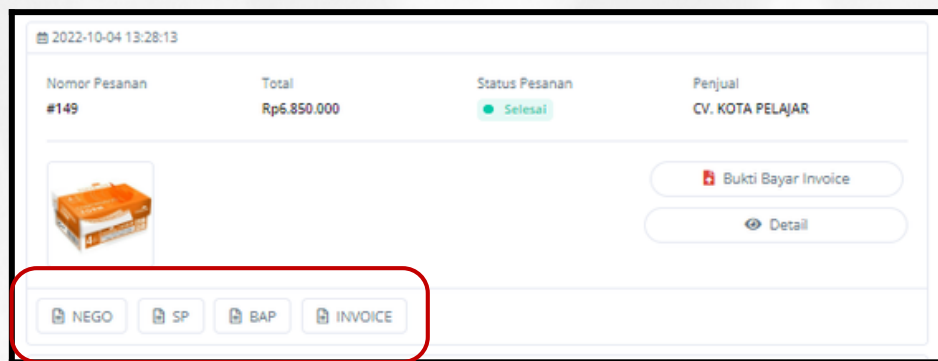 2022-10-04 13:28:13
Nomor Pesanan Total Status Pesanan Penjual
#149 Rp6.850.000 Selesai CV. KOTA PELAJAR
Bukti Bayar Invoice
Detail
NEGO SP BAP INVOICE